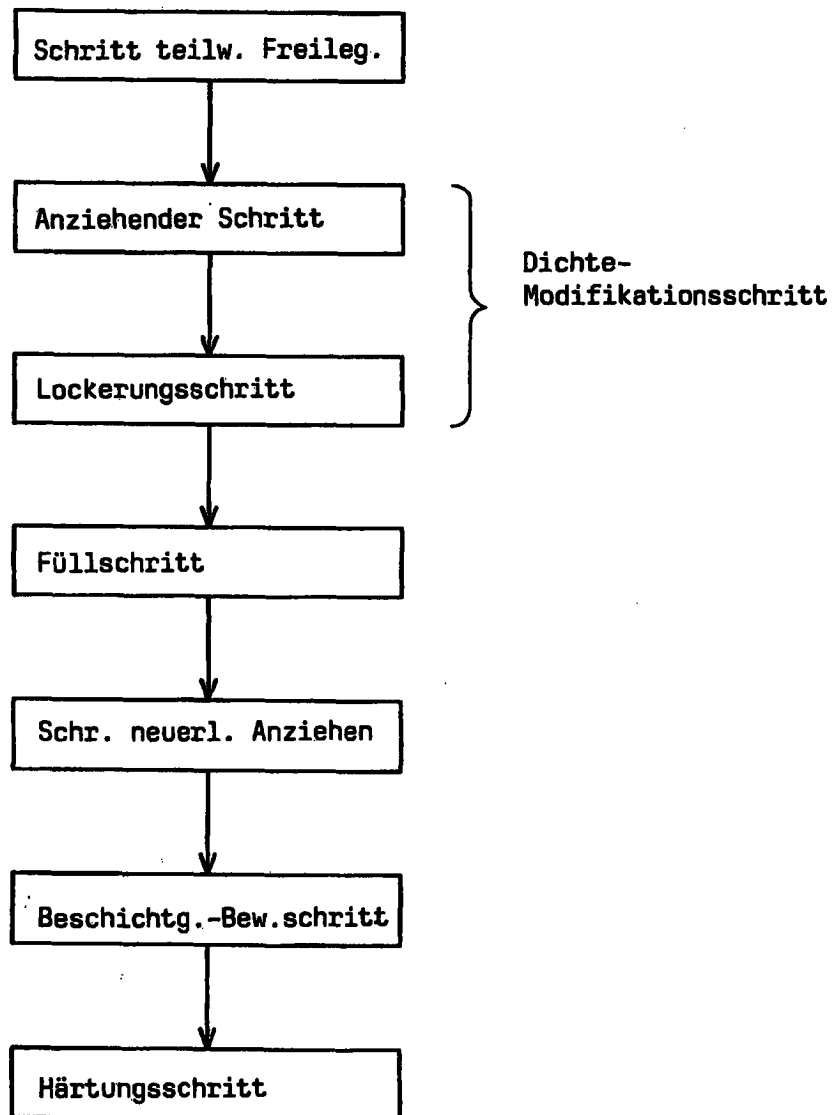 Schritt teilw. Freileg.
Anziehender Schritt
Dichte-
Modifikationsschritt
Lockerungsschritt
Füllschritt
Schr. neuerl. Anziehen
Beschichtg.-Bew.schritt
Härtungsschritt